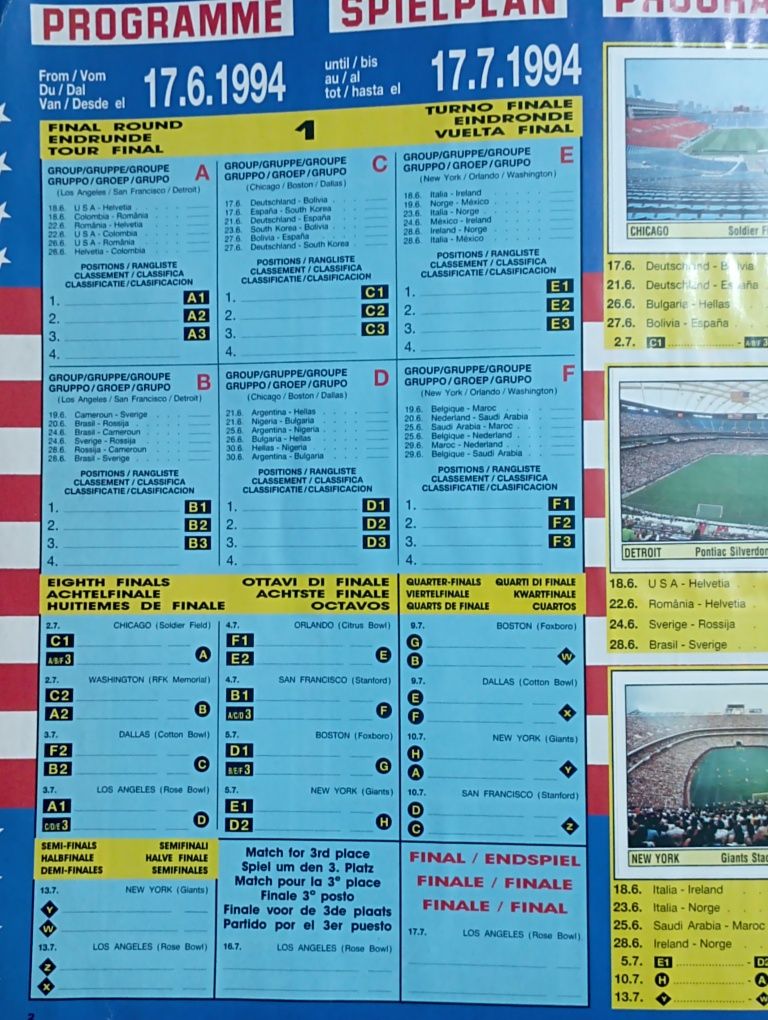 PROGRAMME
SPIELPLAN
From / Vom
Du / Dal
Van / Desde el
17.6.1994
until / bis
au / al
tot / hasta el
17.7.1994
FINAL ROUND
ENDRUNDE
TOUR FINAL
1
TURNO FINALE
EINDRONDE
VUELTA FINAL
GROUP/GRUPPE/GROUPE
GRUPPO/GROEP/GRUPO
A
(Los Angeles / San Francisco / Detroit)
18.6. U S A - Helvetia
18.6. Colombia - România
22.6. România - Helvetia
22.6. U S A - Colombia
26.6. U S A - România
26.6. Helvetia - Colombia
POSITIONS / RANGLISTE
CLASSEMENT / CLASSIFICA
CLASSIFICATIE/CLASIFICACION
1. A1
2. A2
3. A3
4.
GROUP/GRUPPE/GROUPE
GRUPPO/GROEP/GRUPO
C
(Chicago / Boston / Dallas)
17.6. Deutschland - Bolivia
17.6. España - South Korea
21.6. Deutschland - España
23.6. South Korea - Bolivia
27.6. Bolivia - España
27.6. Deutschland - South Korea
POSITIONS / RANGLISTE
CLASSEMENT / CLASSIFICA
CLASSIFICATIE/CLASIFICACION
1. C1
2. C2
3. C3
4.
GROUP/GRUPPE/GROUPE
GRUPPO/GROEP/GRUPO
E
(New York / Orlando / Washington)
18.6. Italia - Ireland
19.6. Norge - México
23.6. Italia - Norge
24.6. México - Ireland
28.6. Ireland - Norge
28.6. Italia - México
POSITIONS / RANGLISTE
CLASSEMENT / CLASSIFICA
CLASSIFICATIE/CLASIFICACION
1. E1
2. E2
3. E3
4.
GROUP/GRUPPE/GROUPE
GRUPPO/GROEP/GRUPO
B
(Los Angeles / San Francisco / Detroit)
19.6. Cameroun - Sverige
20.6. Brasil - Rossija
24.6. Brasil - Cameroun
24.6. Sverige - Rossija
28.6. Rossija - Cameroun
28.6. Brasil - Sverige
POSITIONS / RANGLISTE
CLASSEMENT / CLASSIFICA
CLASSIFICATIE/CLASIFICACION
1. B1
2. B2
3. B3
4.
GROUP/GRUPPE/GROUPE
GRUPPO/GROEP/GRUPO
D
(Chicago / Boston / Dallas)
21.6. Argentina - Hellas
21.6. Nigeria - Bulgaria
25.6. Argentina - Nigeria
26.6. Bulgaria - Hellas
30.6. Hellas - Nigeria
30.6. Argentina - Bulgaria
POSITIONS / RANGLISTE
CLASSEMENT / CLASSIFICA
CLASSIFICATIE/CLASIFICACION
1. D1
2. D2
3. D3
4.
GROUP/GRUPPE/GROUPE
GRUPPO/GROEP/GRUPO
F
(New York / Orlando / Washington)
19.6. Belgique - Maroc
20.6. Nederland - Saudi Arabia
25.6. Saudi Arabia - Maroc
25.6. Belgique - Nederland
29.6. Maroc - Nederland
29.6. Belgique - Saudi Arabia
POSITIONS / RANGLISTE
CLASSEMENT / CLASSIFICA
CLASSIFICATIE/CLASIFICACION
1. F1
2. F2
3. F3
4.
EIGHTH FINALS
ACHTELFINALE
HUITIEMES DE FINALE
OTTAVI DI FINALE
ACHTSTE FINALE
OCTAVOS
2.7. CHICAGO (Soldier Field)
C1
A/B/F 3
A
2.7. WASHINGTON (RFK Memorial)
C2
A2
B
3.7. DALLAS (Cotton Bowl)
F2
B2
C
3.7. LOS ANGELES (Rose Bowl)
A1
C/D/E 3
D
4.7. ORLANDO (Citrus Bowl)
F1
E2
E
4.7. SAN FRANCISCO (Stanford)
B1
A/C/D 3
F
5.7. BOSTON (Foxboro)
D1
B/E/F 3
G
5.7. NEW YORK (Giants)
E1
D2
H
QUARTER-FINALS
VIERTELFINALE
QUARTS DE FINALE
QUARTI DI FINALE
KWARTFINALE
CUARTOS
9.7. BOSTON (Foxboro)
G
B
W
9.7. DALLAS (Cotton Bowl)
E
F
X
10.7. NEW YORK (Giants)
H
A
Y
10.7. SAN FRANCISCO (Stanford)
D
C
Z
SEMI-FINALS
HALBFINALE
DEMI-FINALES
SEMIFINALI
HALVE FINALE
SEMIFINALES
13.7. NEW YORK (Giants)
Y
W
13.7. LOS ANGELES (Rose Bowl)
Z
X
Match for 3rd place
Spiel um den 3. Platz
Match pour la 3º place
Finale 3º posto
Finale voor de 3de plaats
Partido por el 3er puesto
16.7. LOS ANGELES (Rose Bowl)
FINAL / ENDSPIEL
FINALE / FINALE
FINALE / FINAL
17.7. LOS ANGELES (Rose Bowl)
2
CHICAGO Soldier
17.6. Deutschland - Bolivia
21.6. Deutschland - España
26.6. Bulgaria - Hellas
27.6. Bolivia - España
2.7. C1 - A/B/F 3
DETROIT Pontiac
18.6. U S A - Helvetia
22.6. România - Helvetia
24.6. Sverige - Rossija
28.6. Brasil - Sverige
NEW YORK Giants
18.6. Italia - Ireland
23.6. Italia - Norge
25.6. Saudi Arabia - Maroc
28.6. Ireland - Norge
5.7. E1 - D2
10.7. H - A
13.7. Y - W